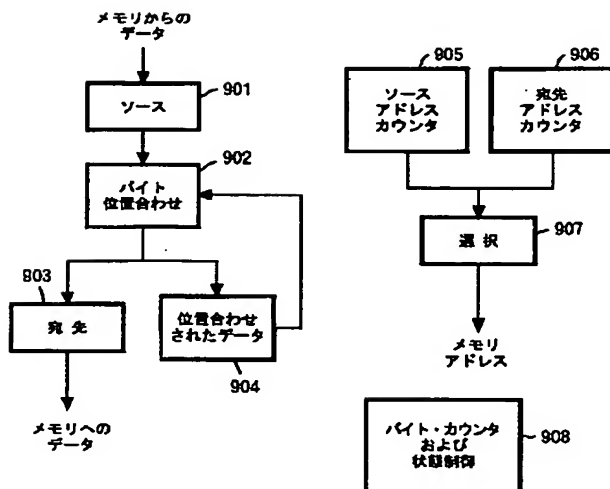 メモリからの
データ
ソース
901
バイト
位置合わせ
902
903
宛先
位置合わせ
されたデータ
904
メモリへの
データ
905
ソース
アドレス
カウンタ
906
宛先
アドレス
カウンタ
選択
907
メモリ
アドレス
バイト・カウンタ
および
状態制御
908